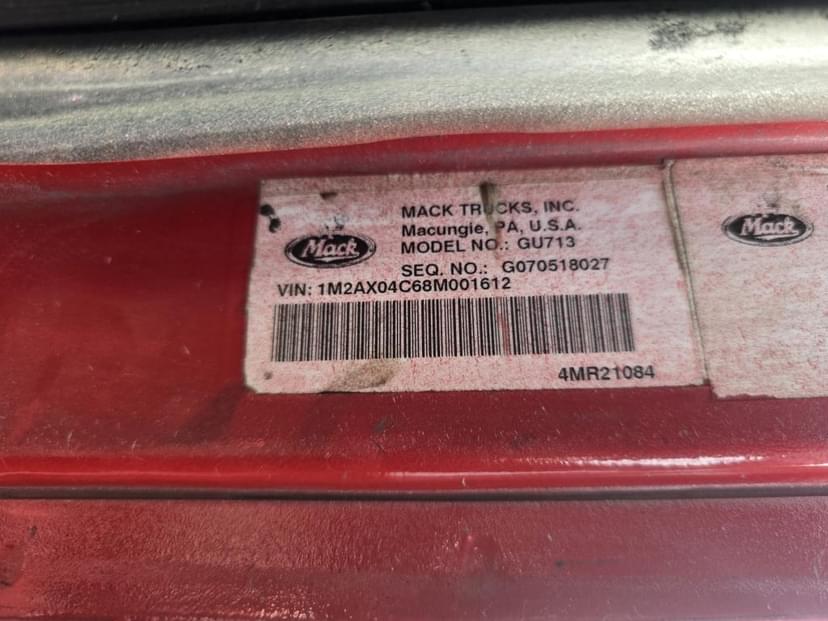 Mack
MACK TRUCKS, INC.
Macungie, PA, U.S.A.
MODEL NO.: GU713
SEQ. NO.: G070518027
VIN: 1M2AX04C68M001612
4MR21084
Mack